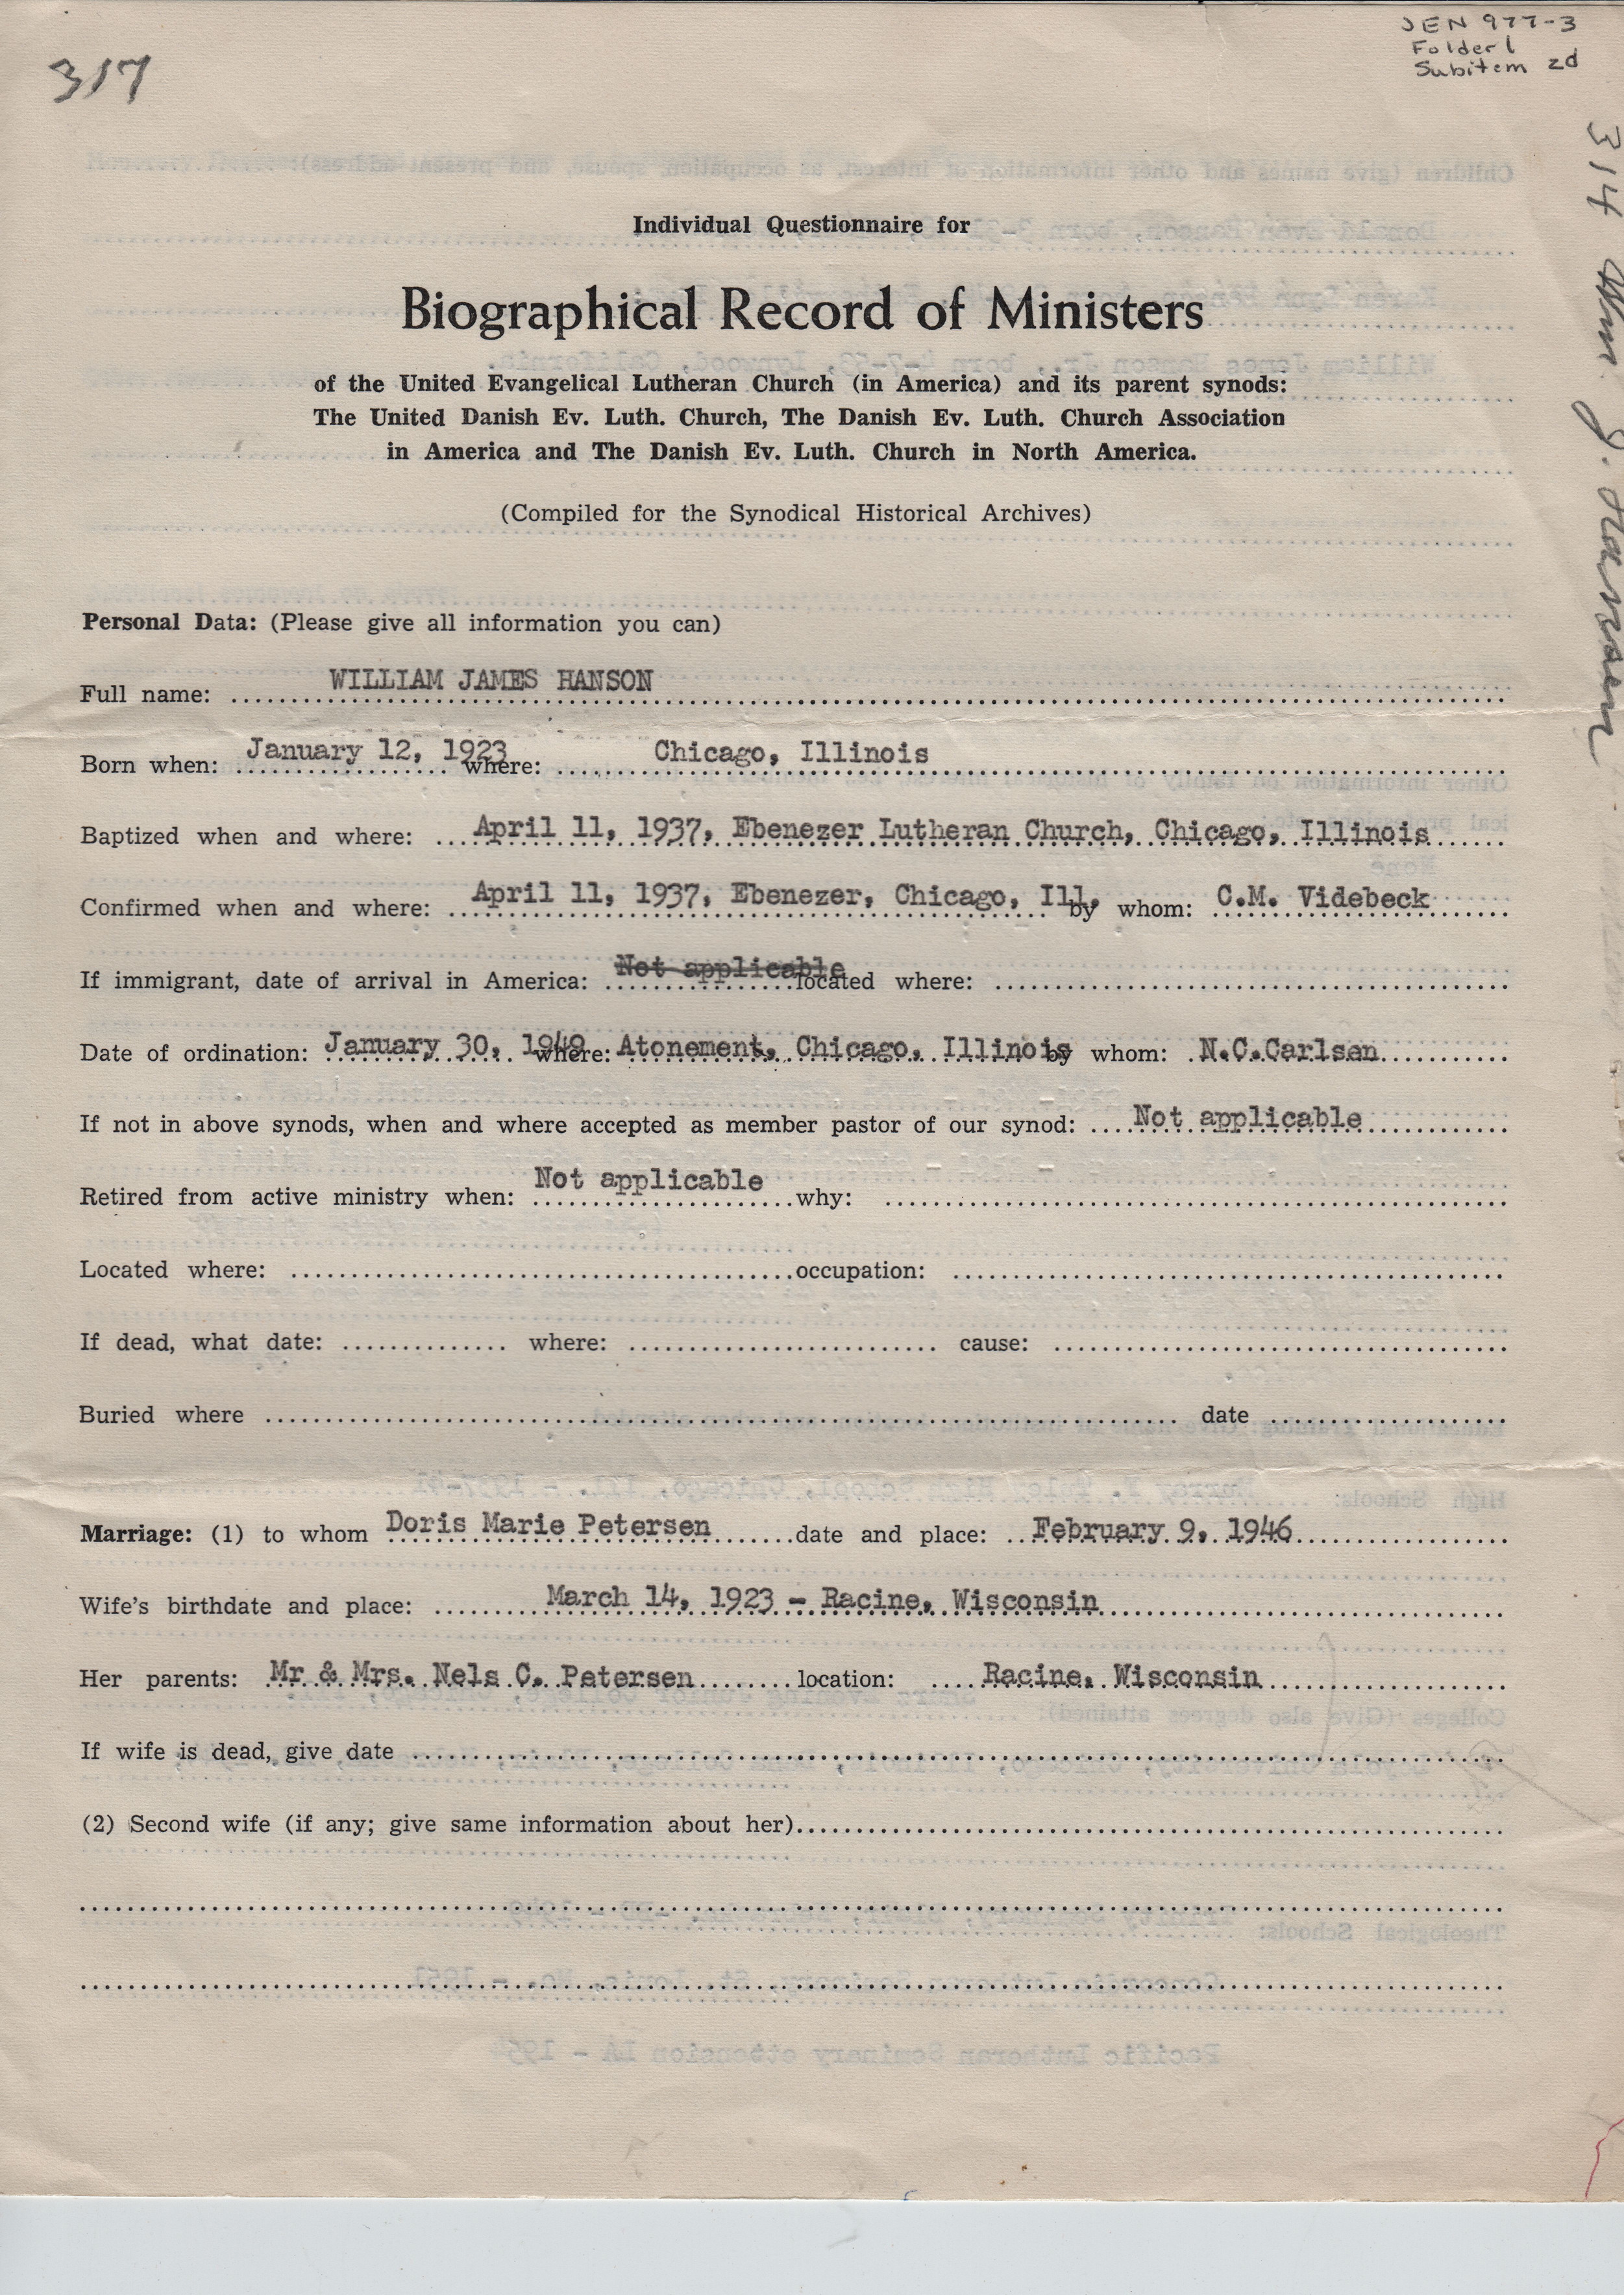 JEN 977-3
Folder 1
Subitem 2d
317
314 Wm. J. Hansen
Individual Questionnaire for
Biographical Record of Ministers
of the United Evangelical Lutheran Church (in America) and its parent synods:
The United Danish Ev. Luth. Church, The Danish Ev. Luth. Church Association
in America and The Danish Ev. Luth. Church in North America.
(Compiled for the Synodical Historical Archives)
Personal Data: (Please give all information you can)
Full name: WILLIAM JAMES HANSON
Born when: January 12, 1923 where: Chicago, Illinois
Baptized when and where: April 11, 1937, Ebenezer Lutheran Church, Chicago, Illinois
Confirmed when and where: April 11, 1937, Ebenezer, Chicago, Ill. by whom: C.M. Videbeck
If immigrant, date of arrival in America: Not applicable located where:
Date of ordination: January 30, 1949 where: Atonement, Chicago, Illinois by whom: N.C.Carlsen
If not in above synods, when and where accepted as member pastor of our synod: Not applicable
Retired from active ministry when: Not applicable why:
Located where: occupation:
If dead, what date: where: cause:
Buried where date
Marriage: (1) to whom Doris Marie Petersen date and place: February 9, 1946
Wife's birthdate and place: March 14, 1923 - Racine, Wisconsin
Her parents: Mr & Mrs. Nels C. Petersen location: Racine, Wisconsin
If wife is dead, give date
(2) Second wife (if any; give same information about her)